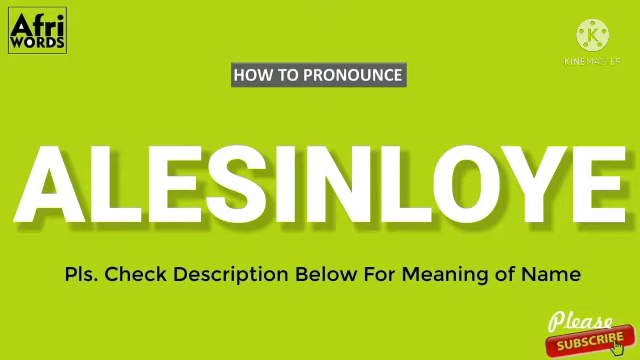 Afri
WORDS
KINEMASTER
HOW TO PRONOUNCE
ALESINLOYE
Pls. Check Description Below For Meaning of Name
Please
SUBSCRIBE